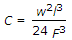 C = w²l³ / 24 F³